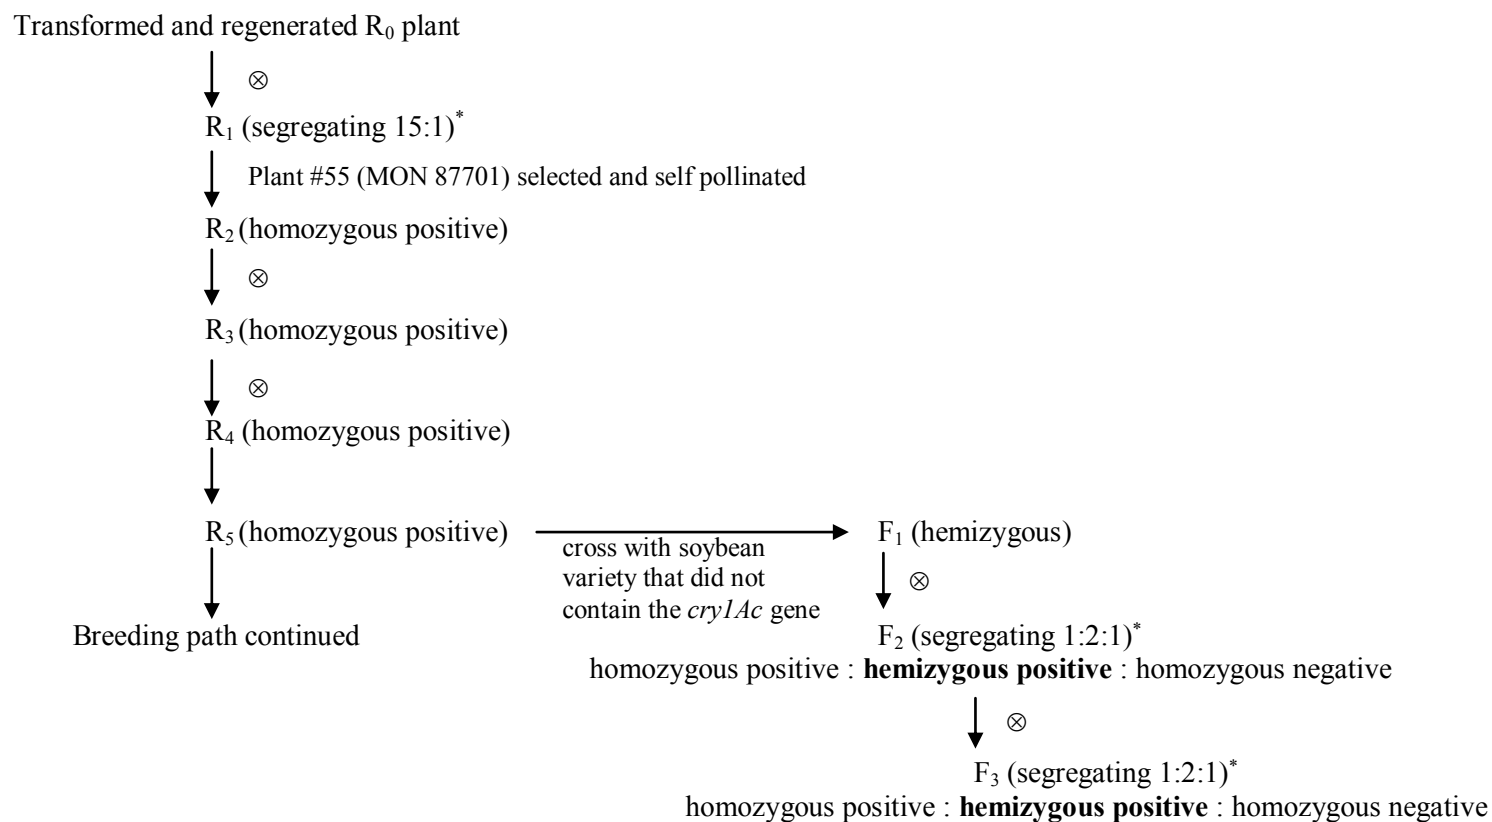 Transformed and regenerated R₀ plant
⊗
R₁ (segregating 15:1)*
Plant #55 (MON 87701) selected and self pollinated
R₂ (homozygous positive)
⊗
R₃ (homozygous positive)
⊗
R₄ (homozygous positive)
R₅ (homozygous positive)
cross with soybean
variety that did not
contain the cry1Ac gene
F₁ (hemizygous)
⊗
Breeding path continued
F₂ (segregating 1:2:1)*
homozygous positive : hemizygous positive : homozygous negative
⊗
F₃ (segregating 1:2:1)*
homozygous positive : hemizygous positive : homozygous negative